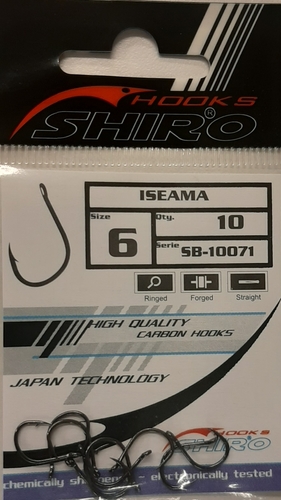 HOOKS
SHIRO®
ISEAMA
Size
6
Qty.
10
Serie
SB-10071
Ringed
Forged
Straight
HIGH QUALITY
CARBON HOOKS
JAPAN TECHNOLOGY
HOOKS
SHIRO
chemically - electronically tested